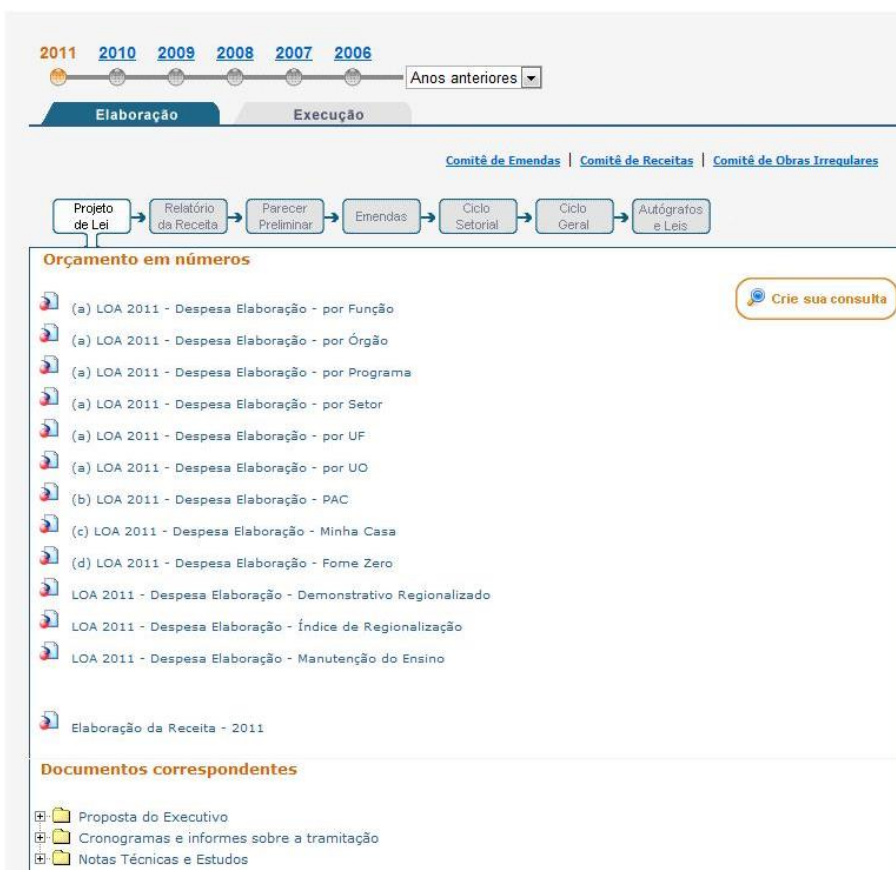 2011 2010 2009 2008 2007 2006
Anos anteriores
Elaboração Execução
Comitê de Emendas | Comitê de Receitas | Comitê de Obras Irregulares
Projeto de Lei
Relatório da Receita
Parecer Preliminar
Emendas
Ciclo Setorial
Ciclo Geral
Autógrafos e Leis
Orçamento em números
Crie sua consulta
(a) LOA 2011 - Despesa Elaboração - por Função
(a) LOA 2011 - Despesa Elaboração - por Órgão
(a) LOA 2011 - Despesa Elaboração - por Programa
(a) LOA 2011 - Despesa Elaboração - por Setor
(a) LOA 2011 - Despesa Elaboração - por UF
(a) LOA 2011 - Despesa Elaboração - por UO
(b) LOA 2011 - Despesa Elaboração - PAC
(c) LOA 2011 - Despesa Elaboração - Minha Casa
(d) LOA 2011 - Despesa Elaboração - Fome Zero
LOA 2011 - Despesa Elaboração - Demonstrativo Regionalizado
LOA 2011 - Despesa Elaboração - Índice de Regionalização
LOA 2011 - Despesa Elaboração - Manutenção do Ensino
Elaboração da Receita - 2011
Documentos correspondentes
Proposta do Executivo
Cronogramas e informes sobre a tramitação
Notas Técnicas e Estudos